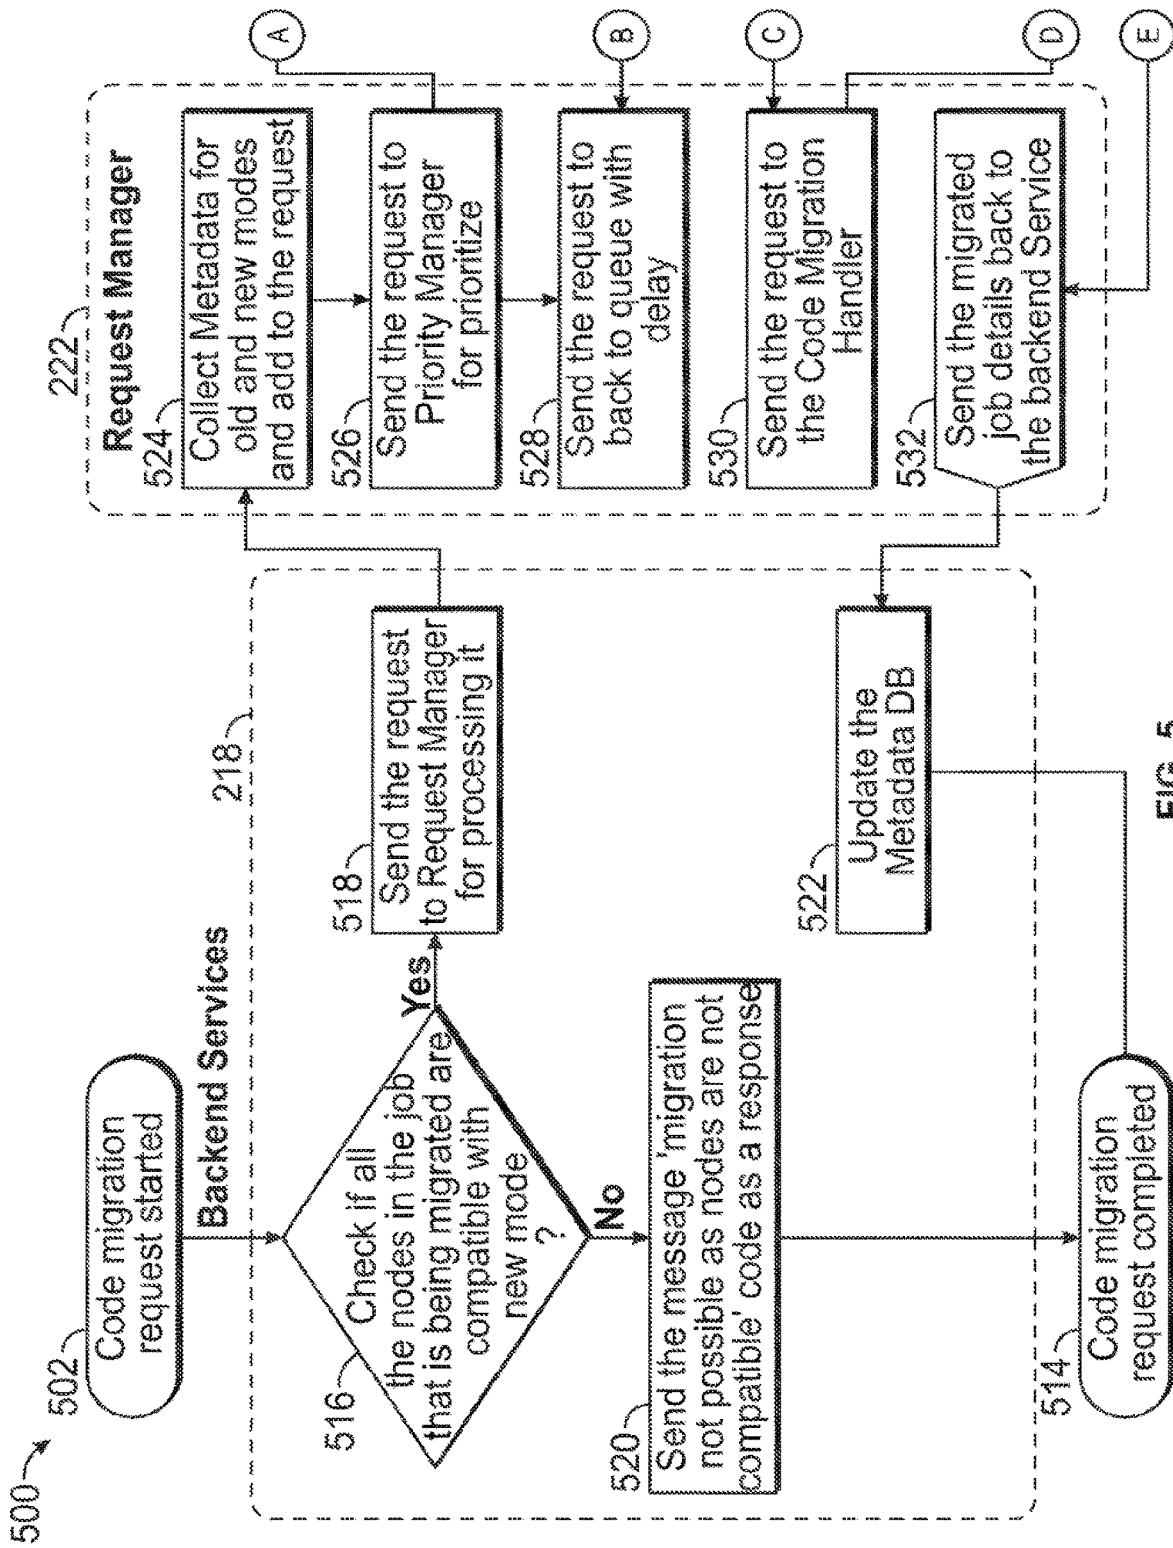 500
502
Code migration
request started
Backend Services
218
516
Check if all
the nodes in the job
that is being migrated are
compatible with
new mode
?
Yes
No
518
Send the request
to Request Manager
for processing it
520
Send the message 'migration
not possible as nodes are not
compatible' code as a response
522
Update the
Metadata DB
514
Code migration
request completed
222
Request Manager
524
Collect Metadata for
old and new modes
and add to the request
526
Send the request to
Priority Manager
for prioritize
528
Send the request to
back to queue with
delay
530
Send the request to
the Code Migration
Handler
532
Send the migrated
job details back to
the backend Service
A
B
C
D
E
FIG. 5